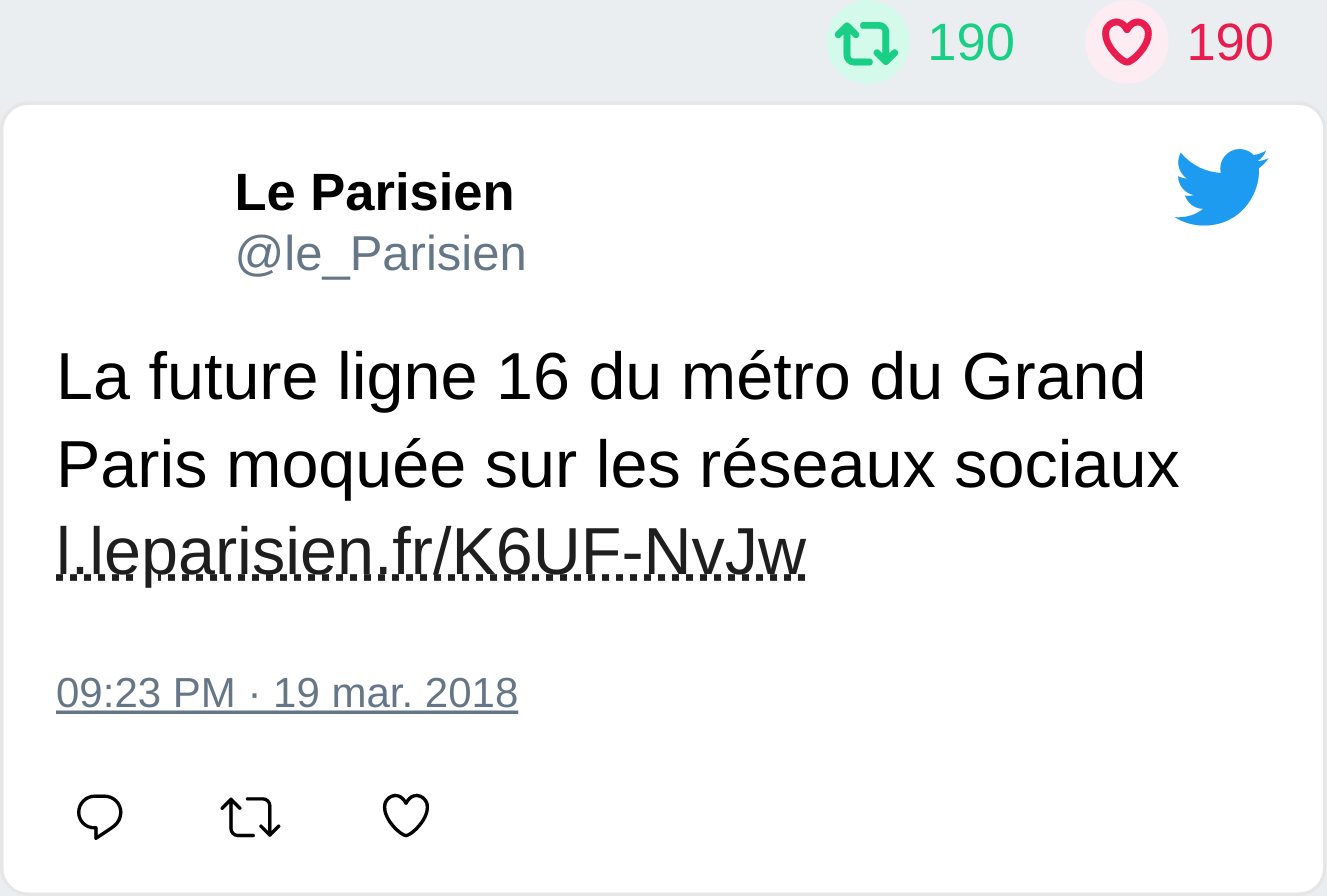 190 190
Le Parisien
@le_Parisien
La future ligne 16 du métro du Grand
Paris moquée sur les réseaux sociaux
l.leparisien.fr/K6UF-NvJw
09:23 PM · 19 mar. 2018